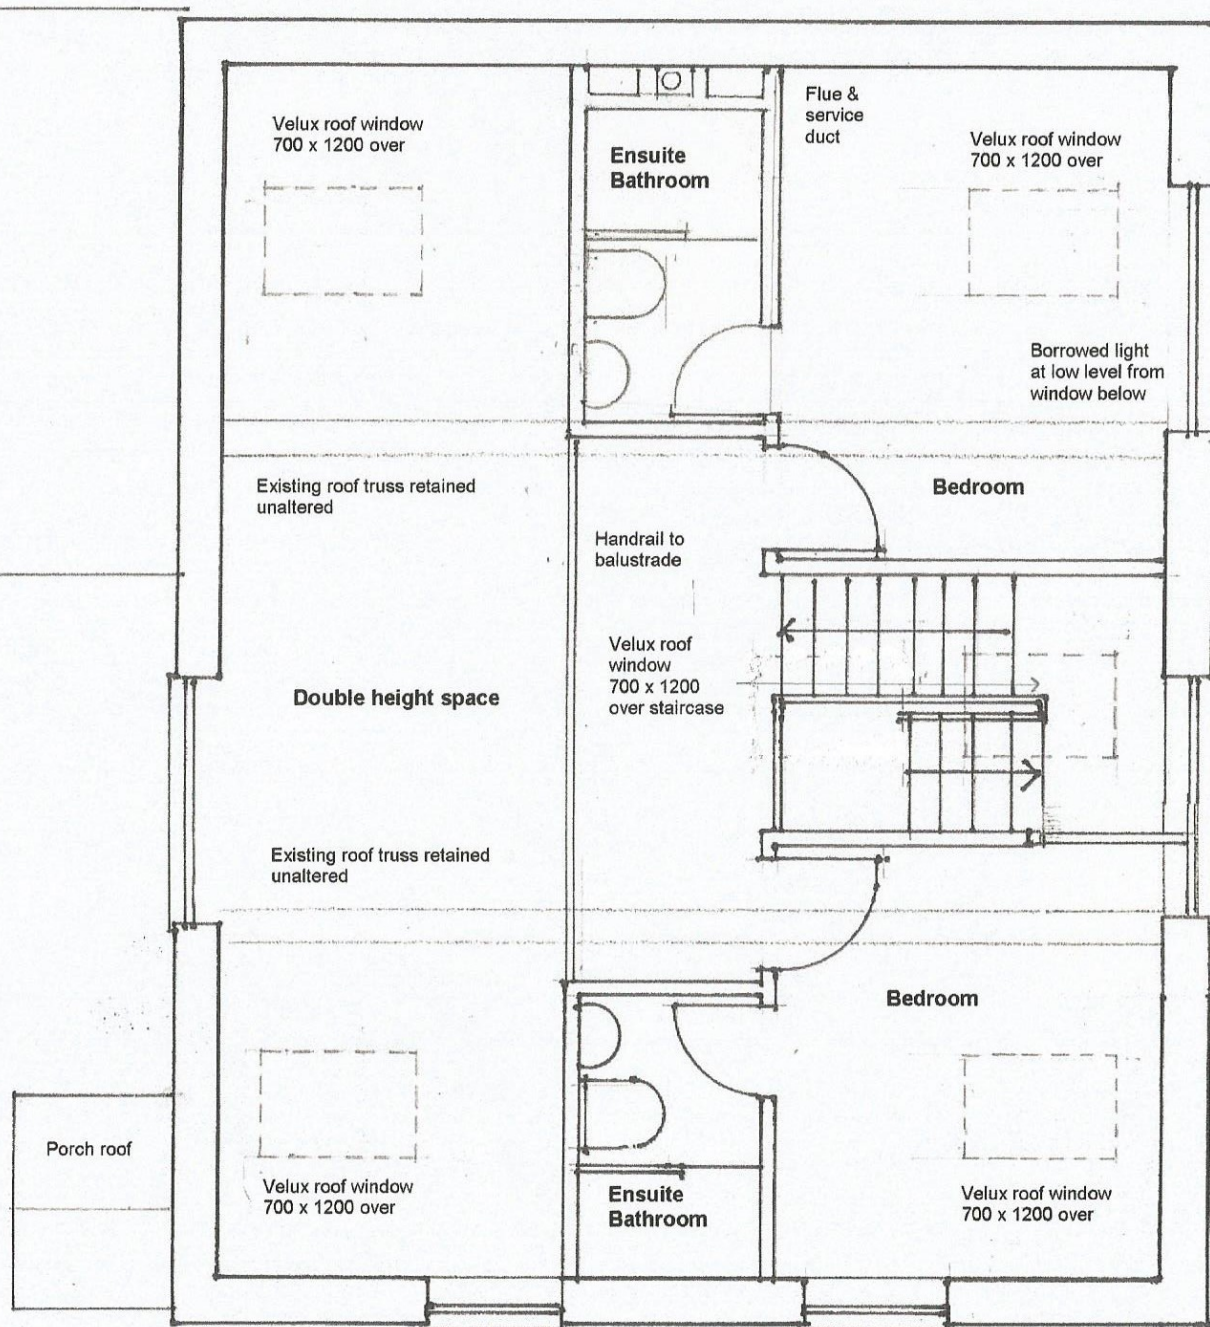 Velux roof window
700 x 1200 over
Ensuite
Bathroom
Flue &
service
duct
Velux roof window
700 x 1200 over
Borrowed light
at low level from
window below
Existing roof truss retained
unaltered
Handrail to
balustrade
Bedroom
Velux roof
window
700 x 1200
over staircase
Double height space
Existing roof truss retained
unaltered
Bedroom
Porch roof
Velux roof window
700 x 1200 over
Ensuite
Bathroom
Velux roof window
700 x 1200 over